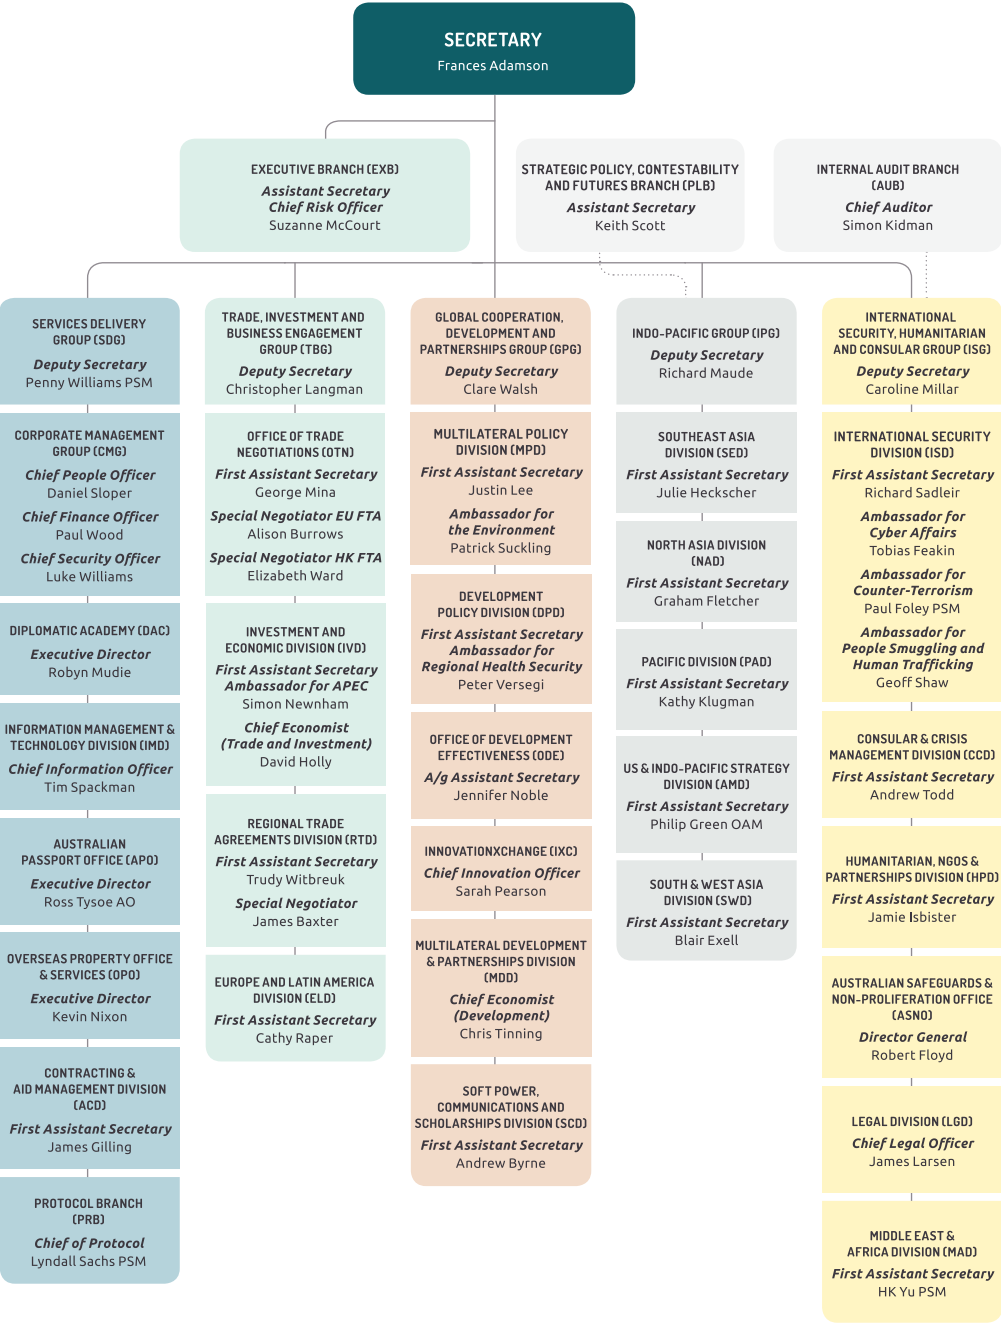 SECRETARY
Frances Adamson
EXECUTIVE BRANCH (EXB)
Assistant Secretary
Chief Risk Officer
Suzanne McCourt
STRATEGIC POLICY, CONTESTABILITY
AND FUTURES BRANCH (PLB)
Assistant Secretary
Keith Scott
INTERNAL AUDIT BRANCH
(AUB)
Chief Auditor
Simon Kidman
SERVICES DELIVERY
GROUP (SDG)
Deputy Secretary
Penny Williams PSM
CORPORATE MANAGEMENT
GROUP (CMG)
Chief People Officer
Daniel Sloper
Chief Finance Officer
Paul Wood
Chief Security Officer
Luke Williams
DIPLOMATIC ACADEMY (DAC)
Executive Director
Robyn Mudie
INFORMATION MANAGEMENT &
TECHNOLOGY DIVISION (IMD)
Chief Information Officer
Tim Spackman
AUSTRALIAN
PASSPORT OFFICE (APO)
Executive Director
Ross Tysoe AO
OVERSEAS PROPERTY OFFICE
& SERVICES (OPO)
Executive Director
Kevin Nixon
CONTRACTING &
AID MANAGEMENT DIVISION
(ACD)
First Assistant Secretary
James Gilling
PROTOCOL BRANCH
(PRB)
Chief of Protocol
Lyndall Sachs PSM
TRADE, INVESTMENT AND
BUSINESS ENGAGEMENT
GROUP (TBG)
Deputy Secretary
Christopher Langman
OFFICE OF TRADE
NEGOTIATIONS (OTN)
First Assistant Secretary
George Mina
Special Negotiator EU FTA
Alison Burrows
Special Negotiator HK FTA
Elizabeth Ward
INVESTMENT AND
ECONOMIC DIVISION (IVD)
First Assistant Secretary
Ambassador for APEC
Simon Newnham
Chief Economist
(Trade and Investment)
David Holly
REGIONAL TRADE
AGREEMENTS DIVISION (RTD)
First Assistant Secretary
Trudy Witbreuk
Special Negotiator
James Baxter
EUROPE AND LATIN AMERICA
DIVISION (ELD)
First Assistant Secretary
Cathy Raper
GLOBAL COOPERATION,
DEVELOPMENT AND
PARTNERSHIPS GROUP (GPG)
Deputy Secretary
Clare Walsh
MULTILATERAL POLICY
DIVISION (MPD)
First Assistant Secretary
Justin Lee
Ambassador for
the Environment
Patrick Suckling
DEVELOPMENT
POLICY DIVISION (DPD)
First Assistant Secretary
Ambassador for
Regional Health Security
Peter Versegi
OFFICE OF DEVELOPMENT
EFFECTIVENESS (ODE)
A/g Assistant Secretary
Jennifer Noble
INNOVATIONXCHANGE (IXC)
Chief Innovation Officer
Sarah Pearson
MULTILATERAL DEVELOPMENT
& PARTNERSHIPS DIVISION
(MDD)
Chief Economist
(Development)
Chris Tinning
SOFT POWER,
COMMUNICATIONS AND
SCHOLARSHIPS DIVISION (SCD)
First Assistant Secretary
Andrew Byrne
INDO-PACIFIC GROUP (IPG)
Deputy Secretary
Richard Maude
SOUTHEAST ASIA
DIVISION (SED)
First Assistant Secretary
Julie Heckscher
NORTH ASIA DIVISION
(NAD)
First Assistant Secretary
Graham Fletcher
PACIFIC DIVISION (PAD)
First Assistant Secretary
Kathy Klugman
US & INDO-PACIFIC STRATEGY
DIVISION (AMD)
First Assistant Secretary
Philip Green OAM
SOUTH & WEST ASIA
DIVISION (SWD)
First Assistant Secretary
Blair Exell
INTERNATIONAL
SECURITY, HUMANITARIAN
AND CONSULAR GROUP (ISG)
Deputy Secretary
Caroline Millar
INTERNATIONAL SECURITY
DIVISION (ISD)
First Assistant Secretary
Richard Sadleir
Ambassador for
Cyber Affairs
Tobias Feakin
Ambassador for
Counter-Terrorism
Paul Foley PSM
Ambassador for
People Smuggling and
Human Trafficking
Geoff Shaw
CONSULAR & CRISIS
MANAGEMENT DIVISION (CCD)
First Assistant Secretary
Andrew Todd
HUMANITARIAN, NGOS &
PARTNERSHIPS DIVISION (HPD)
First Assistant Secretary
Jamie Isbister
AUSTRALIAN SAFEGUARDS &
NON-PROLIFERATION OFFICE
(ASNO)
Director General
Robert Floyd
LEGAL DIVISION (LGD)
Chief Legal Officer
James Larsen
MIDDLE EAST &
AFRICA DIVISION (MAD)
First Assistant Secretary
HK Yu PSM